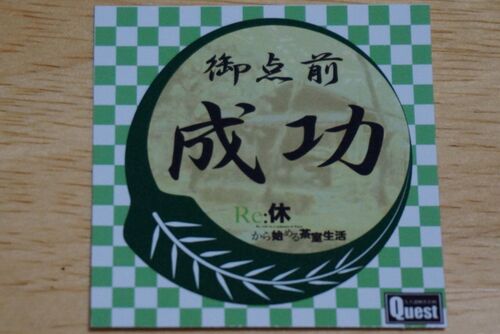 御点前
成功
Re:休
から始める茶室生活
Quest